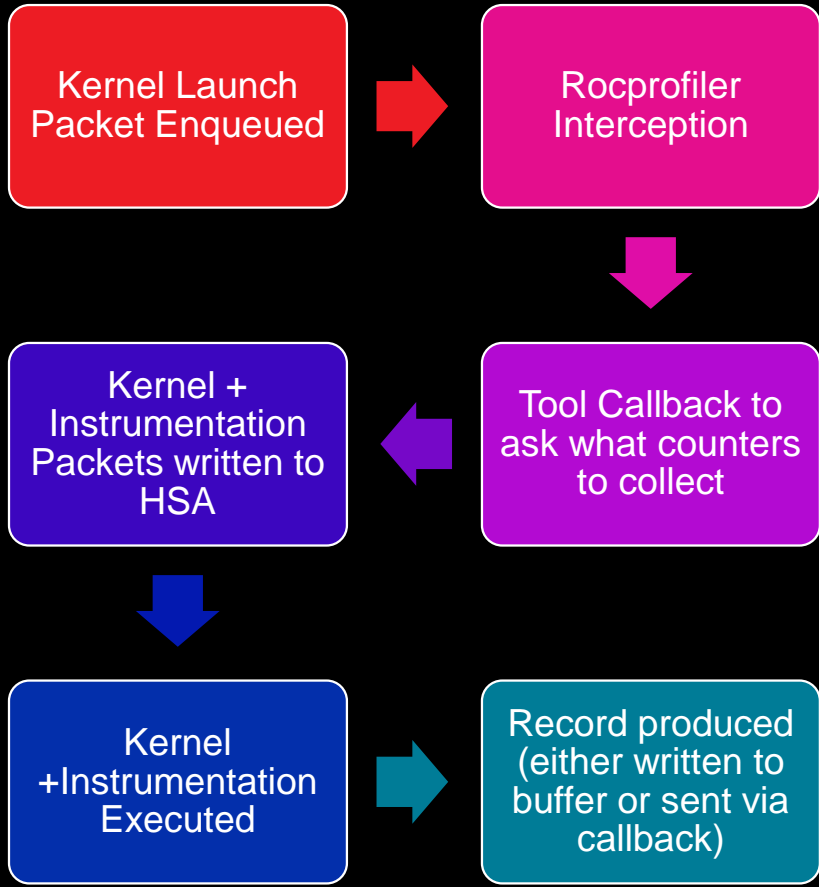 Kernel Launch
Packet Enqueued
Rocprofiler
Interception
Tool Callback to
ask what counters
to collect
Kernel +
Instrumentation
Packets written to
HSA
Kernel
+Instrumentation
Executed
Record produced
(either written to
buffer or sent via
callback)